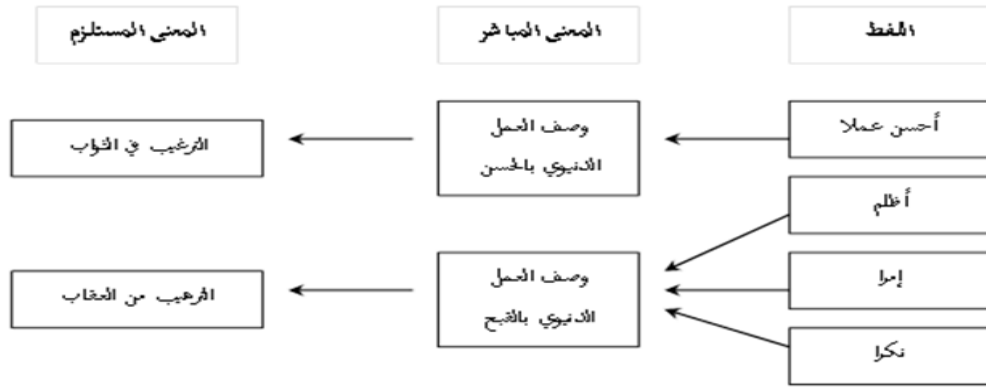 اللفظ
المعنى المباشر
المعنى المستلزم
أحسن عملا
وصف العمل
الدنيوي بالحسن
الترغيب في الثواب
أظلم
إمرا
نكرا
وصف العمل
الدنيوي بالقبح
الترهيب من العقاب